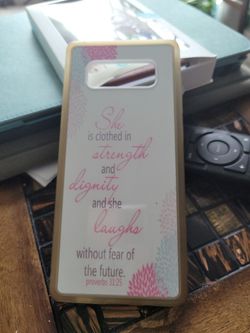 She
is clothed in
strength
and
dignity
and she
laughs
without fear of
the future.
proverbs 31:25